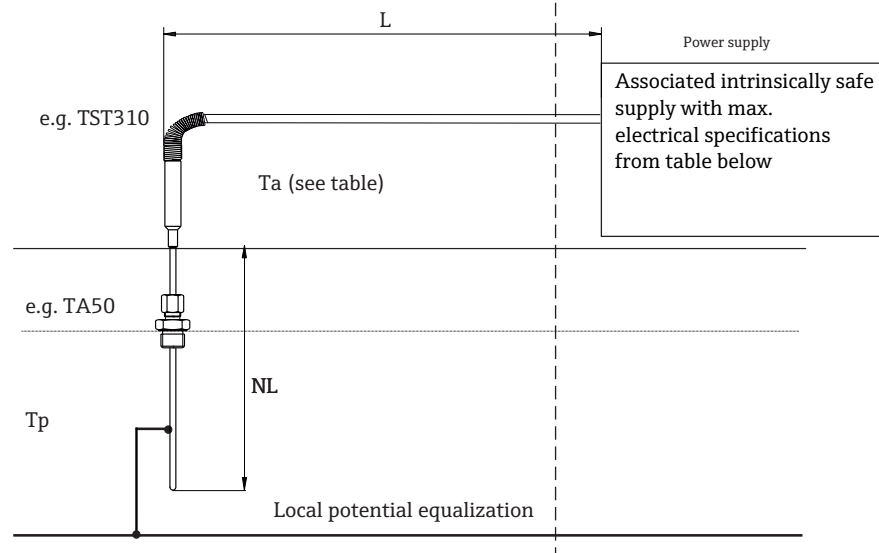 L
Power supply
Associated intrinsically safe
supply with max.
electrical specifications
from table below
e.g. TST310
Ta (see table)
e.g. TA50
NL
Tp
Local potential equalization